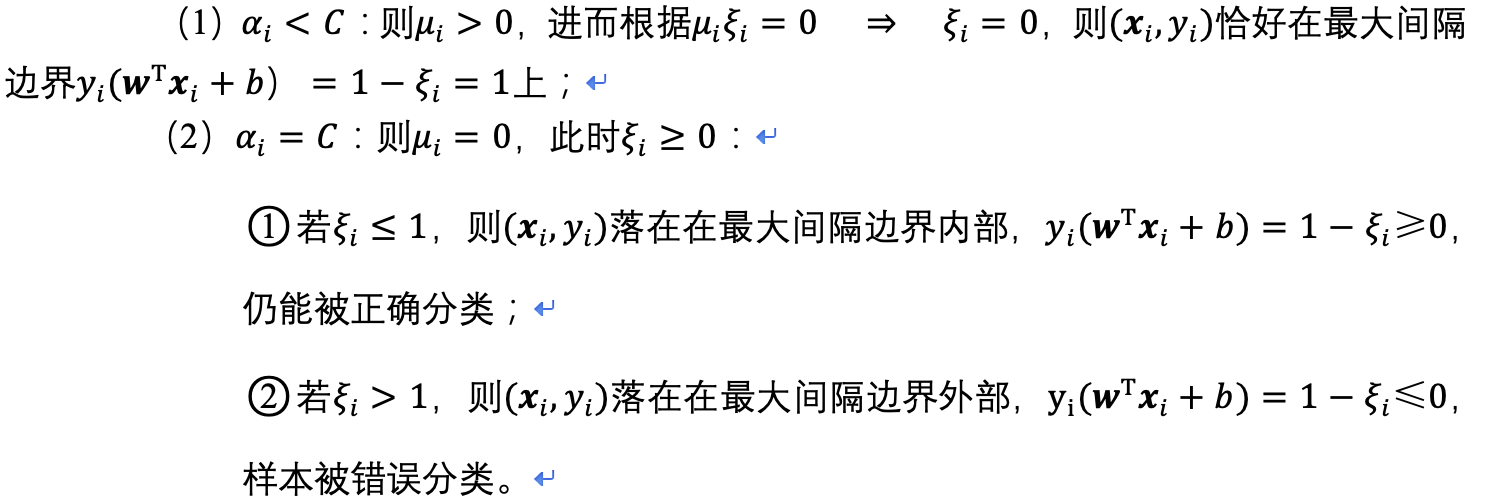 （1）αᵢ < C：则μᵢ > 0，进而根据μᵢξᵢ = 0 ⇒ ξᵢ = 0，则(𝒙ᵢ, yᵢ)恰好在最大间隔
边界yᵢ(𝒘ᵀ𝒙ᵢ + b） = 1 − ξᵢ = 1上；↵
（2）αᵢ = C：则μᵢ = 0，此时ξᵢ ≥ 0：↵
①若ξᵢ ≤ 1，则(𝒙ᵢ, yᵢ)落在在最大间隔边界内部，yᵢ(𝒘ᵀ𝒙ᵢ + b) = 1 − ξᵢ⩾0，
仍能被正确分类；↵
②若ξᵢ > 1，则(𝒙ᵢ, yᵢ)落在在最大间隔边界外部，yᵢ(𝒘ᵀ𝒙ᵢ + b) = 1 − ξᵢ⩽0，
样本被错误分类。↵